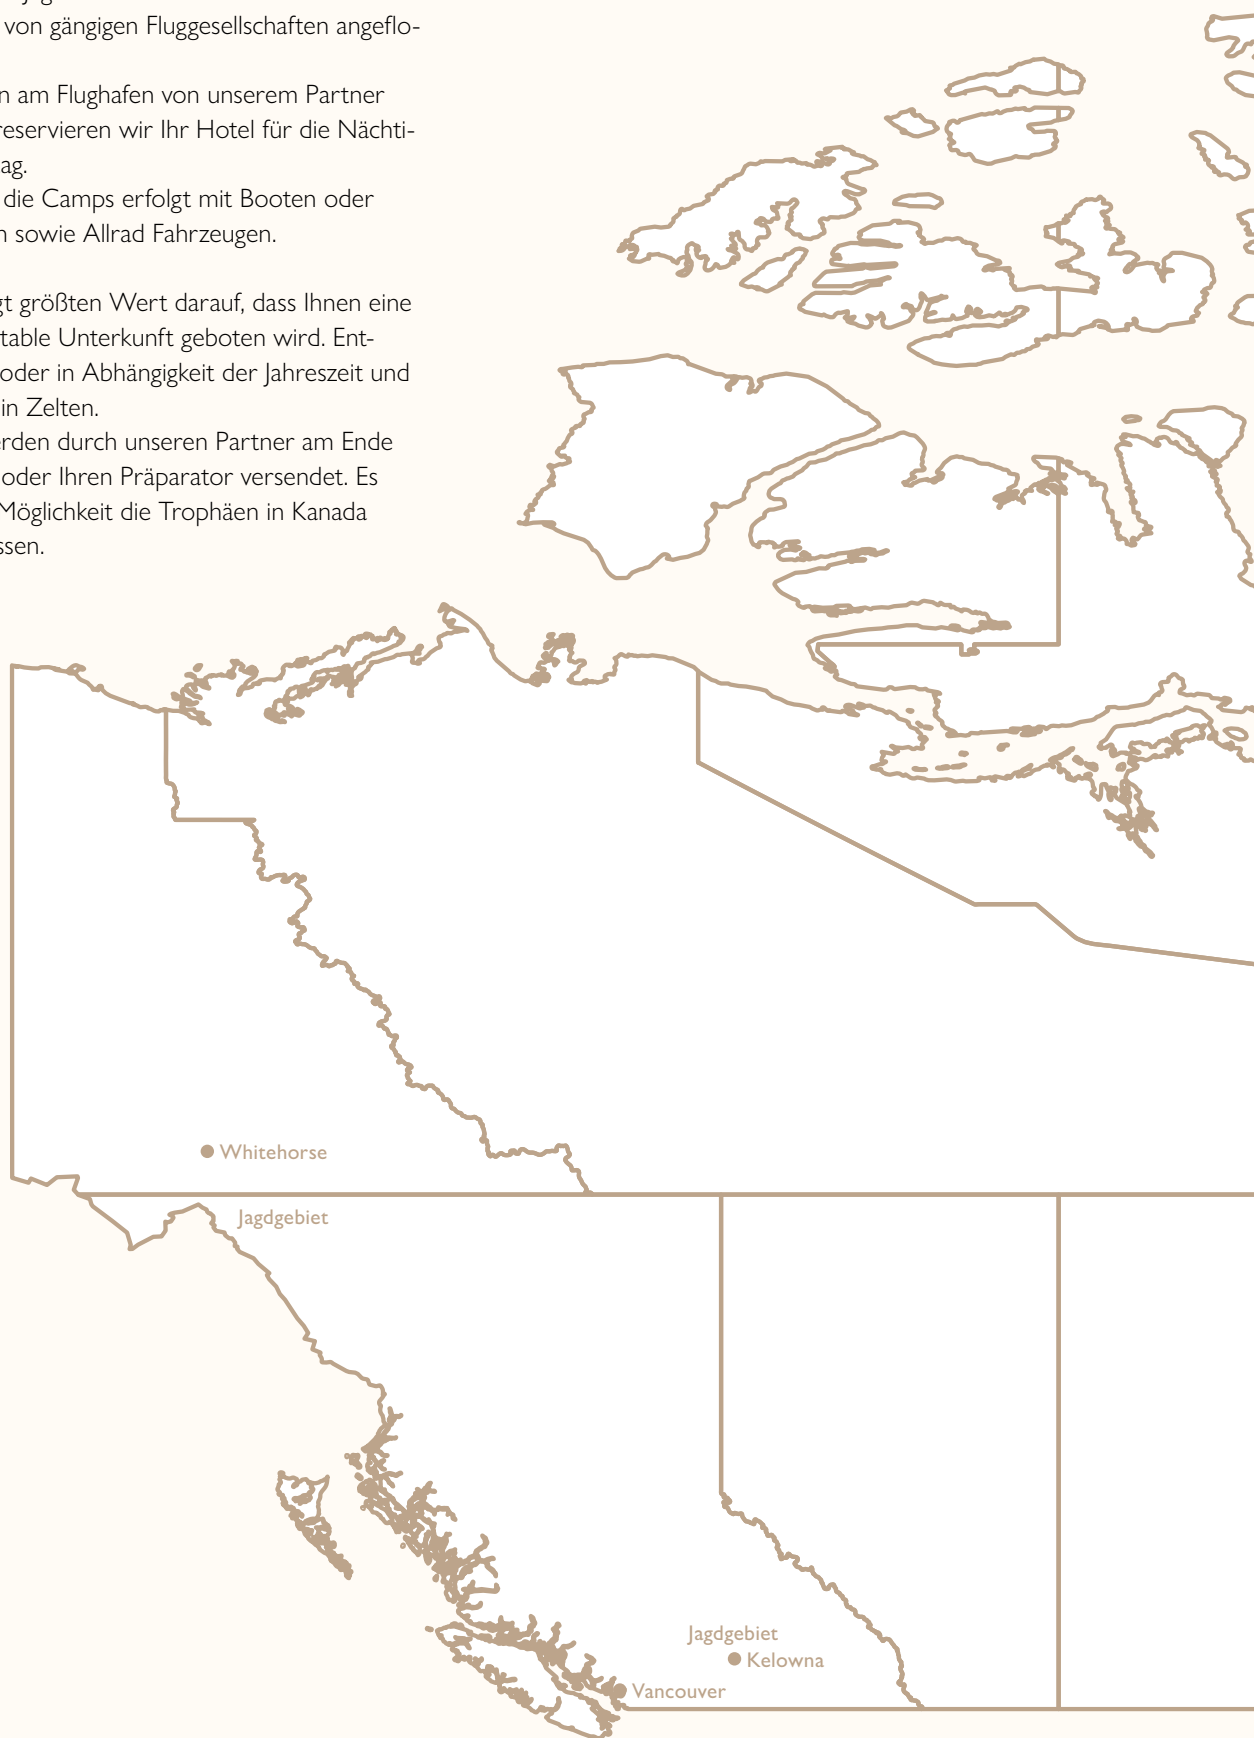 von gängigen Fluggesellschaften angeflo-
am Flughafen von unserem Partner
reservieren wir Ihr Hotel für die Nächti-
ag.
die Camps erfolgt mit Booten oder
sowie Allrad Fahrzeugen.
gt größten Wert darauf, dass Ihnen eine
table Unterkunft geboten wird. Ent-
oder in Abhängigkeit der Jahreszeit und
in Zelten.
erden durch unseren Partner am Ende
oder Ihren Präparator versendet. Es
Möglichkeit die Trophäen in Kanada
ssen.
Whitehorse
Jagdgebiet
Jagdgebiet
Kelowna
Vancouver